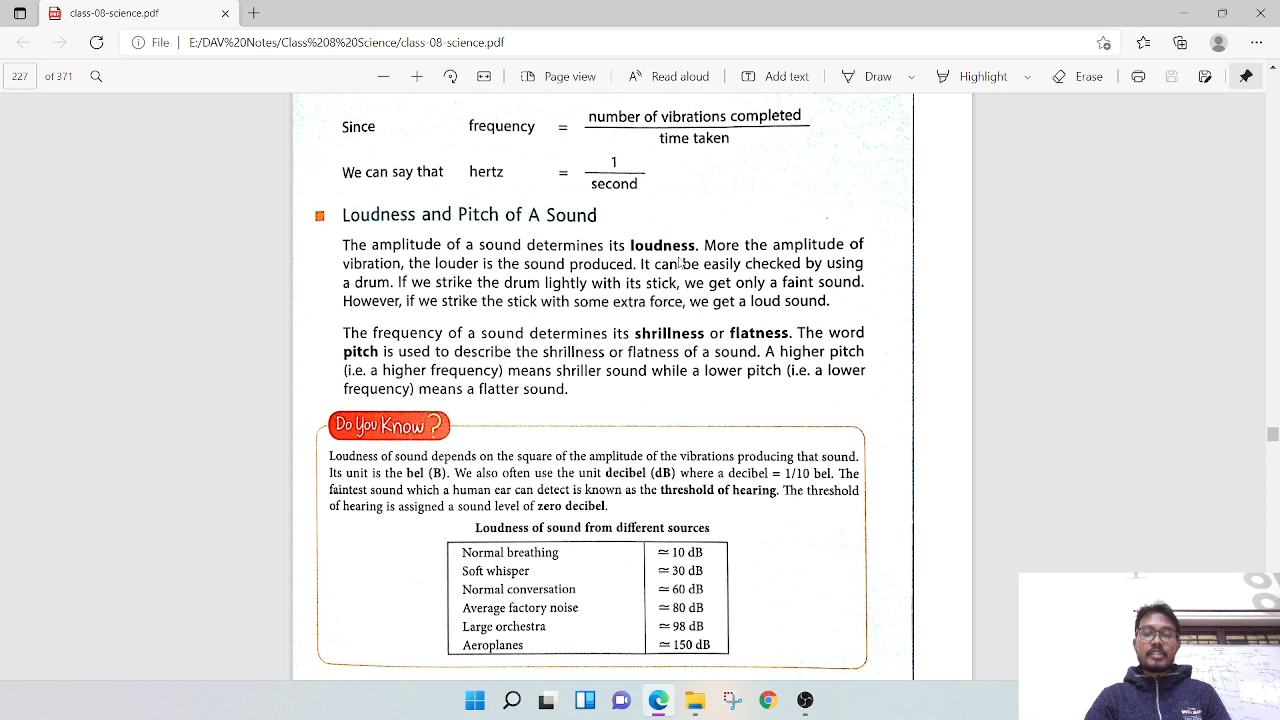 class-08-science.pdf
File
E:/DAV%20Notes/Class%208%20Science/class-08-science.pdf
227 of 371
Page view
Read aloud
Add text
Draw
Highlight
Erase
Since frequency = number of vibrations completed
time taken
We can say that hertz = 1
second
Loudness and Pitch of A Sound
The amplitude of a sound determines its loudness. More the amplitude of
vibration, the louder is the sound produced. It can be easily checked by using
a drum. If we strike the drum lightly with its stick, we get only a faint sound.
However, if we strike the stick with some extra force, we get a loud sound.
The frequency of a sound determines its shrillness or flatness. The word
pitch is used to describe the shrillness or flatness of a sound. A higher pitch
(i.e. a higher frequency) means shriller sound while a lower pitch (i.e. a lower
frequency) means a flatter sound.
Do You Know?
Loudness of sound depends on the square of the amplitude of the vibrations producing that sound.
Its unit is the bel (B). We also often use the unit decibel (dB) where a decibel = 1/10 bel. The
faintest sound which a human ear can detect is known as the threshold of hearing. The threshold
of hearing is assigned a sound level of zero decibel.
Loudness of sound from different sources
Normal breathing ≃ 10 dB
Soft whisper ≃ 30 dB
Normal conversation ≃ 60 dB
Average factory noise ≃ 80 dB
Large orchestra ≃ 98 dB
Aeroplanes ≃ 150 dB